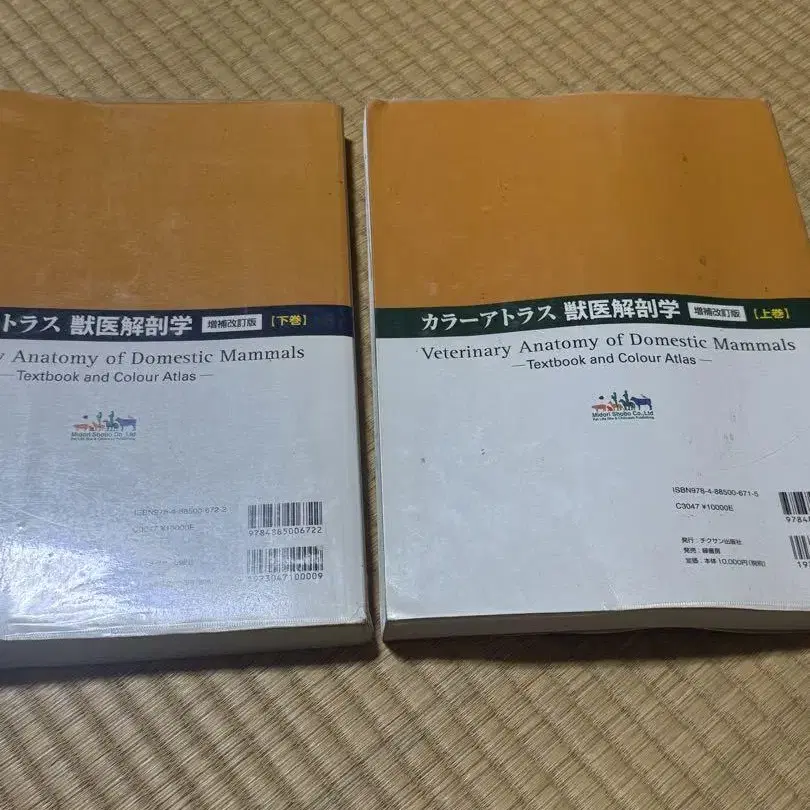 トラス 獣医解剖学 増補改訂版 【下巻】
Anatomy of Domestic Mammals
—Textbook and Colour Atlas—
Midori Shobo Co.,Ltd
ISBN978-4-88500-672-2
C3047 ¥10000E
9784885006722
1923047100009
カラーアトラス 獣医解剖学 増補改訂版 【上巻】
Veterinary Anatomy of Domestic Mammals
—Textbook and Colour Atlas—
Midori Shobo Co.,Ltd
ISBN978-4-88500-671-5
C3047 ¥10000E
発行:チクサン出版社
発売:緑書房
定価:本体10,000円(税別)